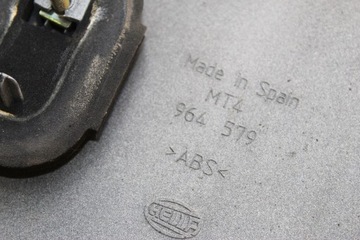 Made in Spain
MT4
964 579
>ABS<
HELLA